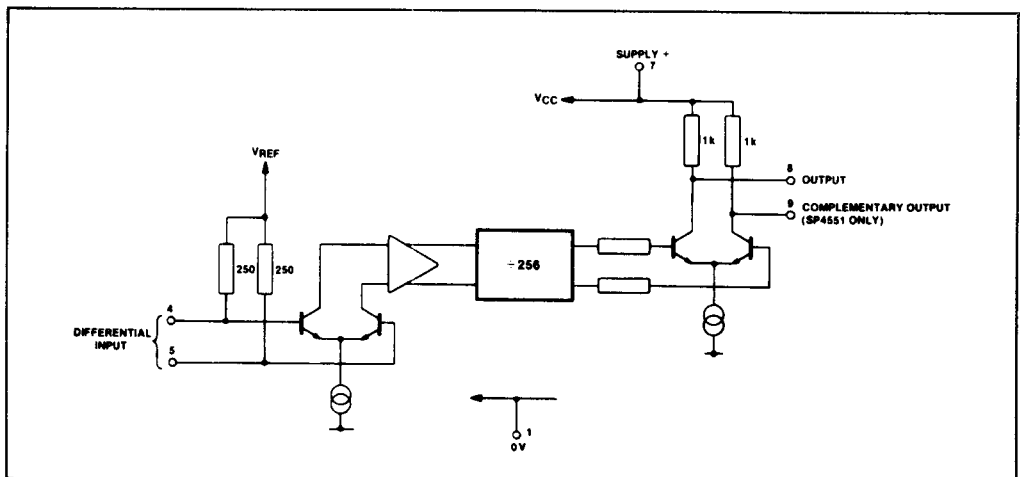 SUPPLY +
7
VCC
1k
1k
VREF
8
OUTPUT
9
COMPLEMENTARY OUTPUT
(SP4551 ONLY)
÷256
250
250
4
DIFFERENTIAL
INPUT
5
1
0V